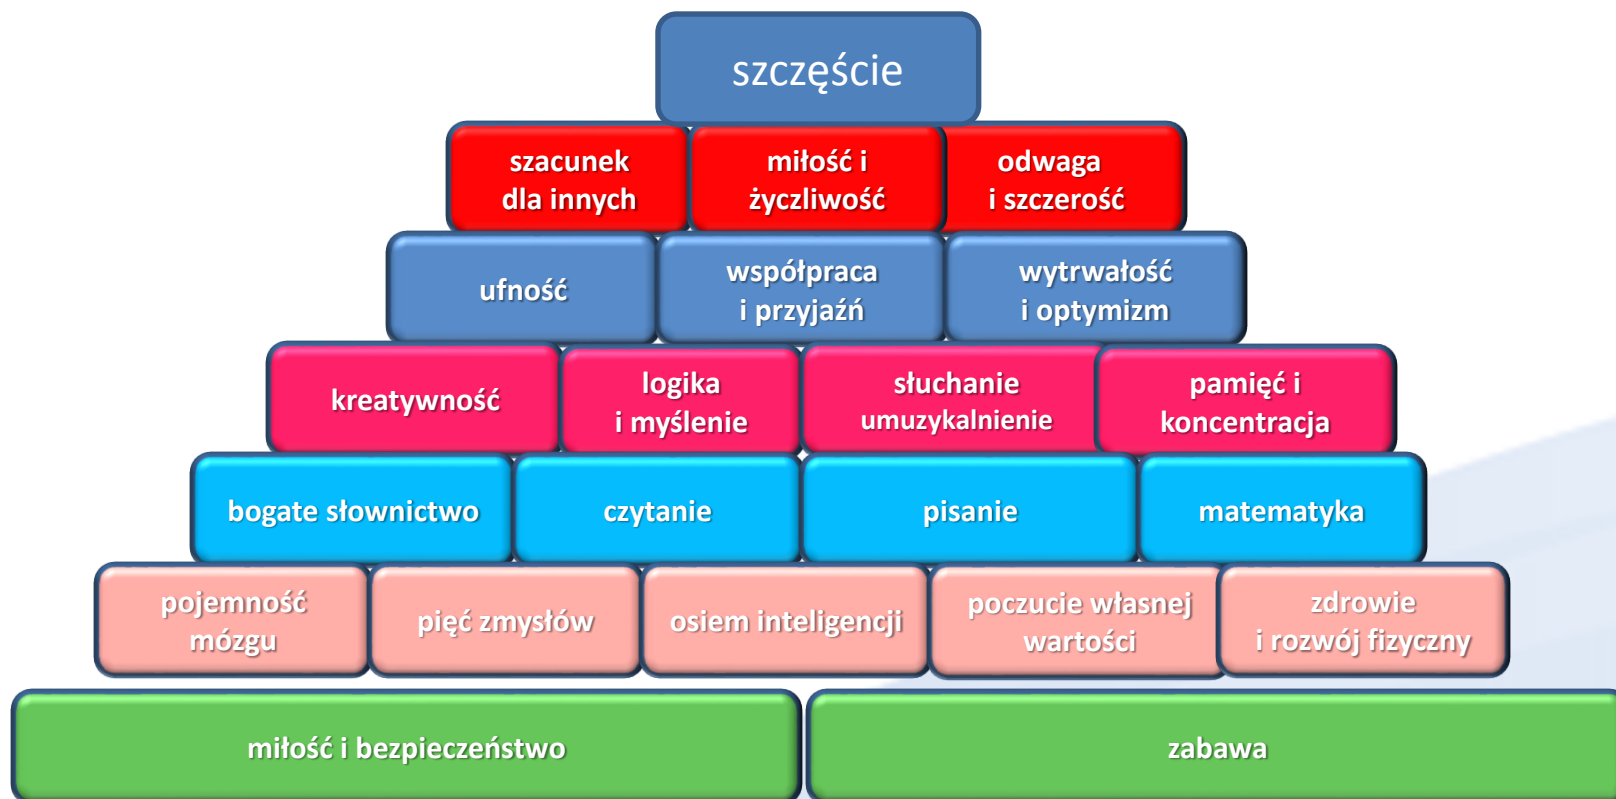 szczęście
szacunek
dla innych
miłość i
życzliwość
odwaga
i szczerość
ufność
współpraca
i przyjaźń
wytrwałość
i optymizm
kreatywność
logika
i myślenie
słuchanie
umuzykalnienie
pamięć i
koncentracja
bogate słownictwo
czytanie
pisanie
matematyka
pojemność
mózgu
pięć zmysłów
osiem inteligencji
poczucie własnej
wartości
zdrowie
i rozwój fizyczny
miłość i bezpieczeństwo
zabawa